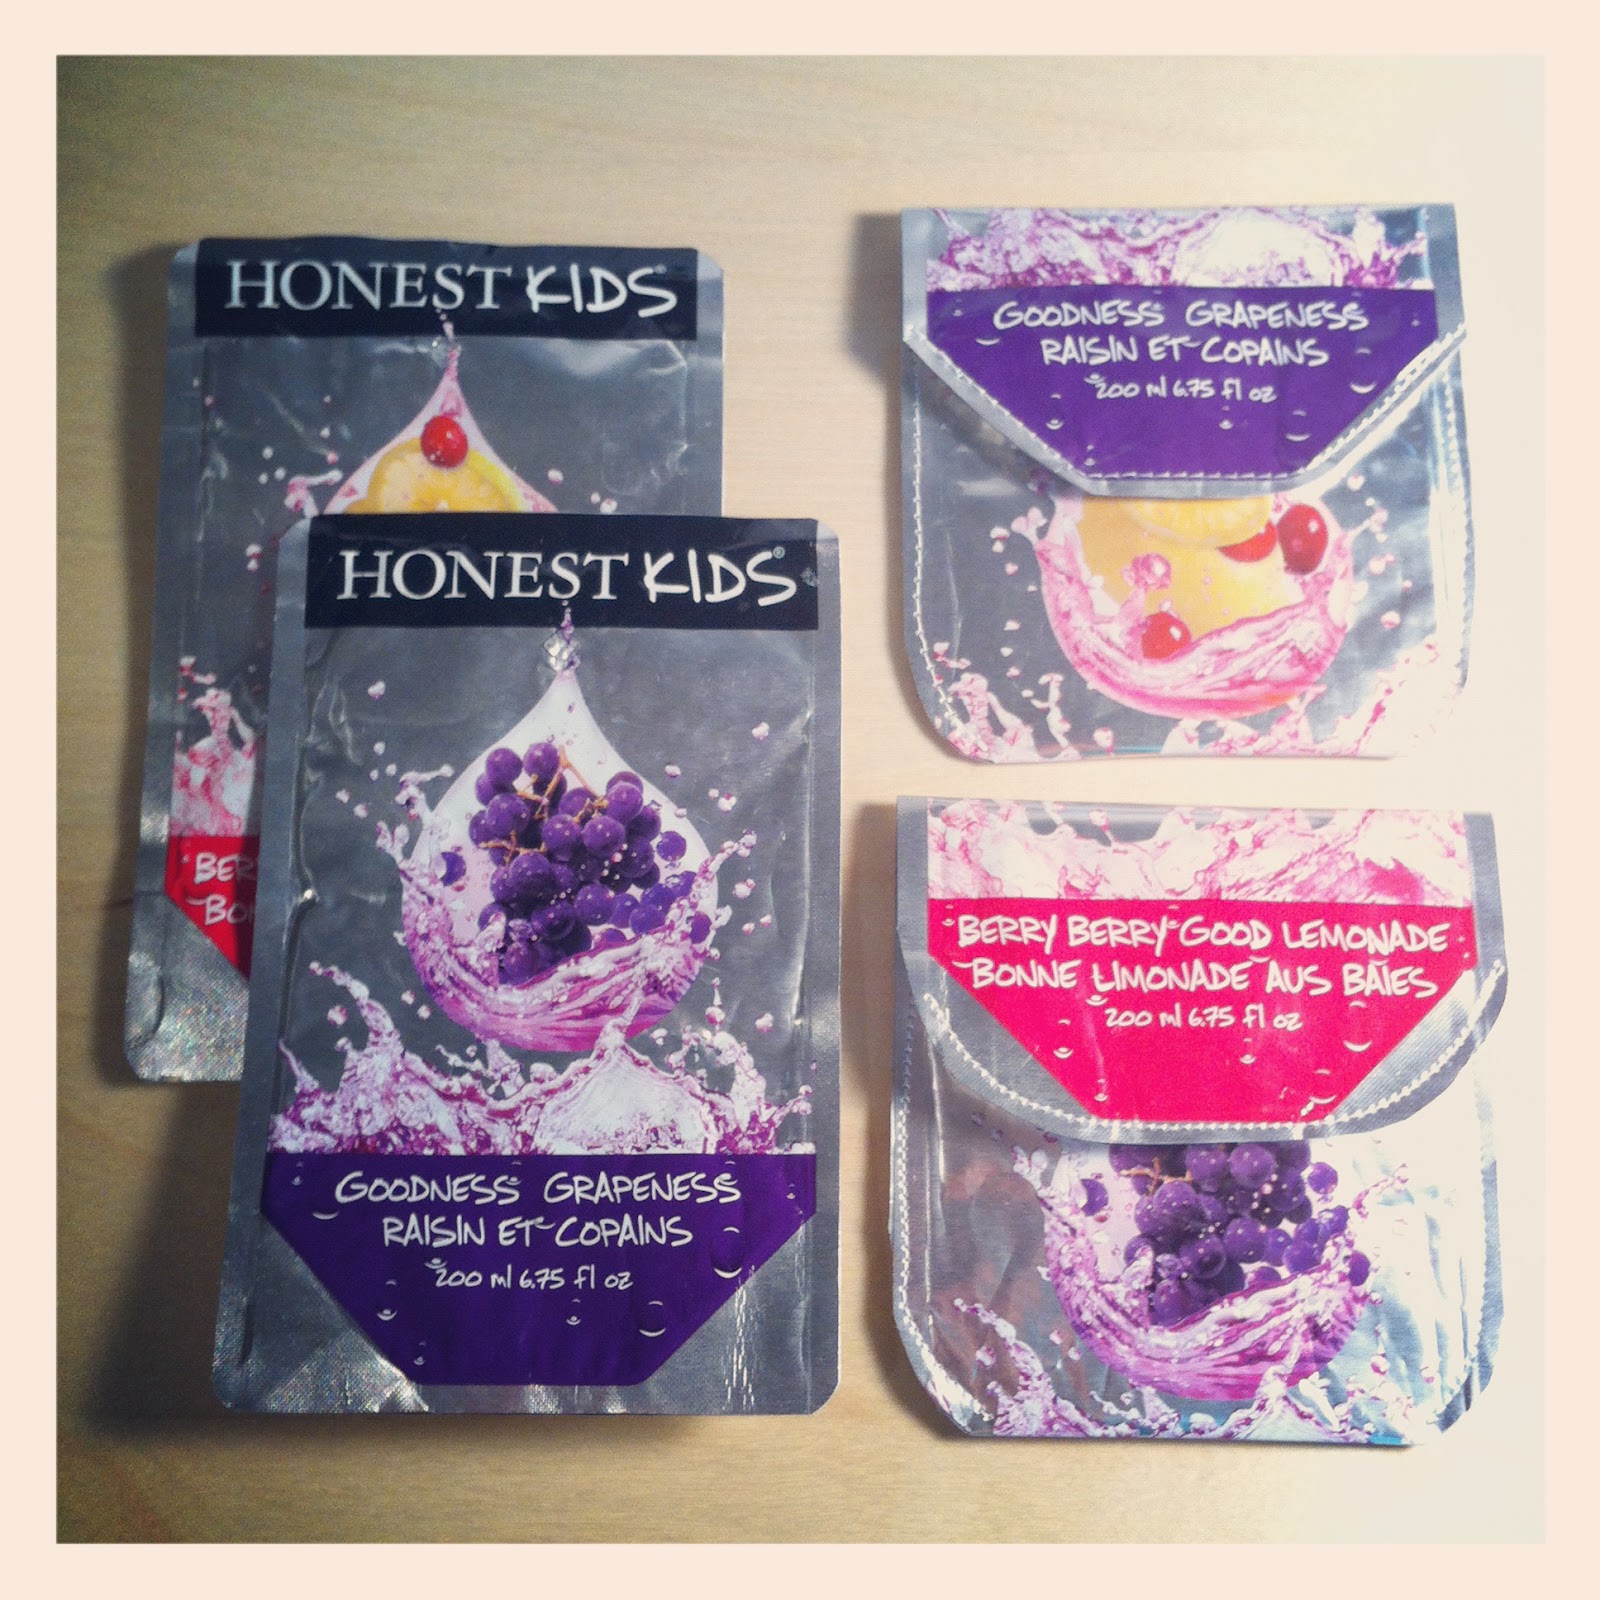 HONEST KIDS
BER
BO
HONEST KIDS®
GOODNESS GRAPENESS
RAISIN ET COPAINS
200 ml 6.75 fl oz
GOODNESS GRAPENESS
RAISIN ET COPAINS
200 ml 6.75 fl oz
BERRY BERRY GOOD LEMONADE
BONNE LIMONADE AUS BAIES
200 ml 6.75 fl oz